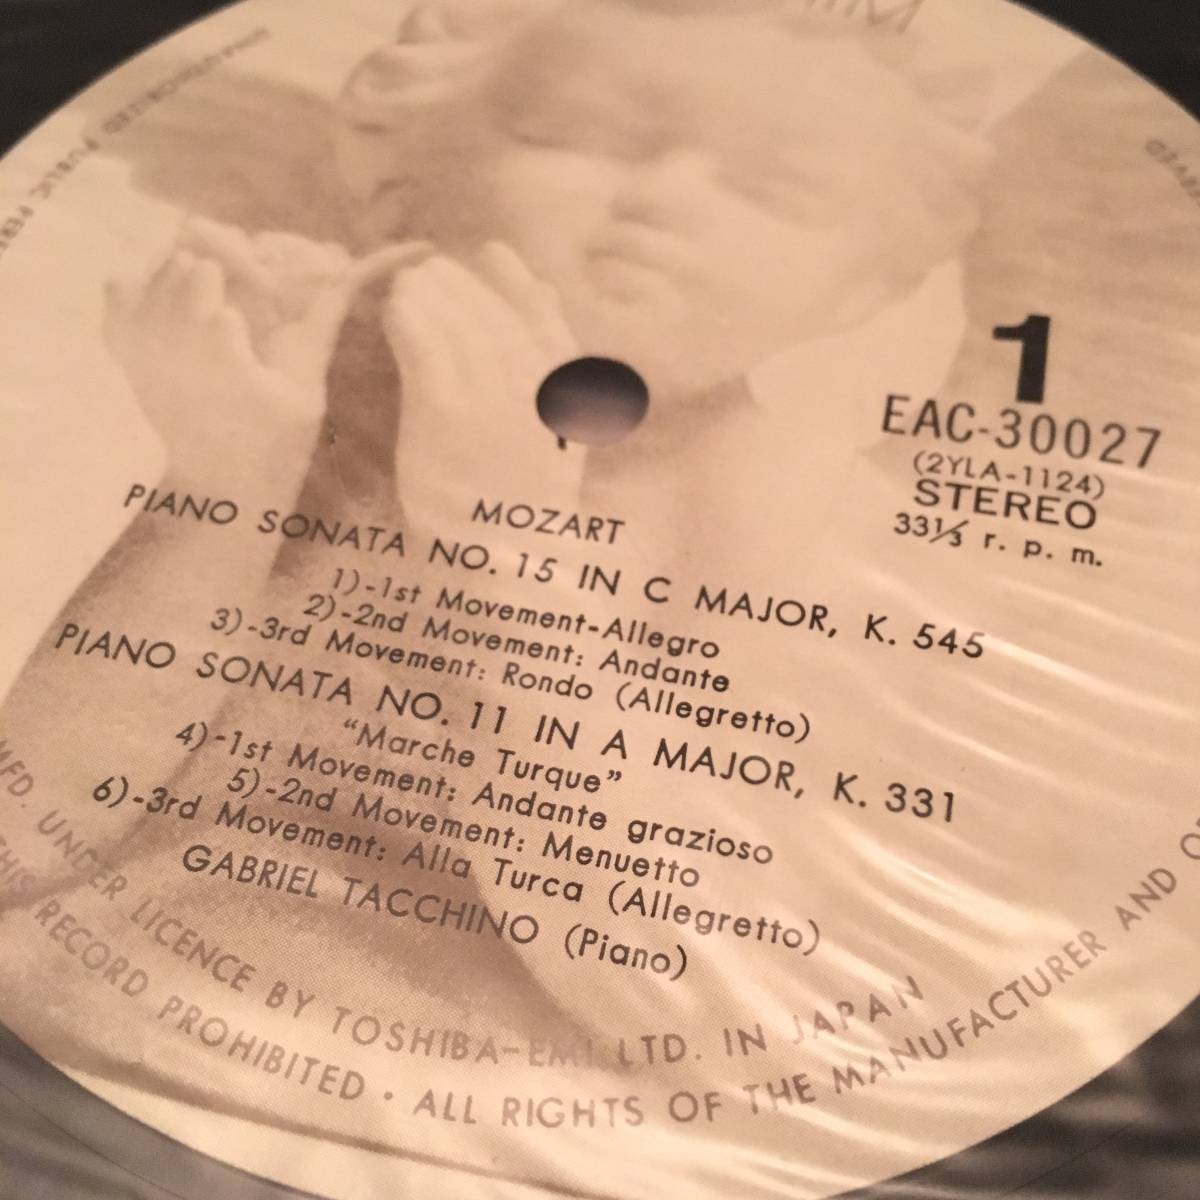 1
EAC-30027
(2YLA-1124)
STEREO
33⅓ r. p. m.
MOZART
PIANO SONATA NO. 15 IN C MAJOR, K. 545
1)-1st Movement-Allegro
2)-2nd Movement: Andante
3)-3rd Movement: Rondo (Allegretto)
PIANO SONATA NO. 11 IN A MAJOR, K. 331
"Marche Turque"
4)-1st Movement: Andante grazioso
5)-2nd Movement: Menuetto
6)-3rd Movement: Alla Turca (Allegretto)
GABRIEL TACCHINO (Piano)
MFD. UNDER LICENCE BY TOSHIBA-EMI LTD. IN JAPAN
UNAUTHORIZED PUBLIC
THIS RECORD PROHIBITED • ALL RIGHTS OF THE MANUFACTURER AND